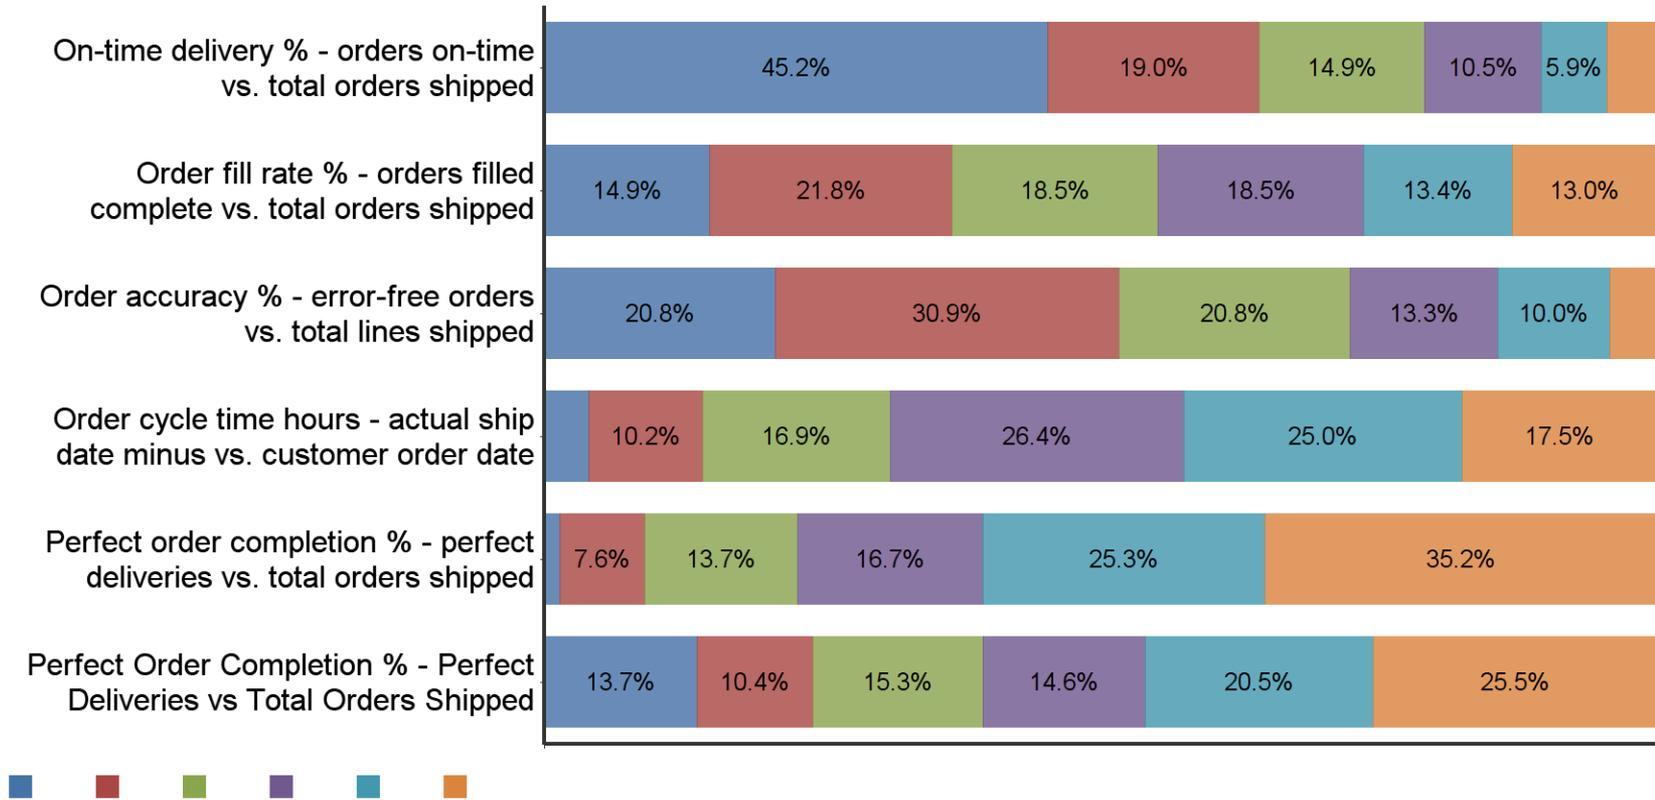 On-time delivery % - orders on-time
vs. total orders shipped
45.2% 19.0% 14.9% 10.5% 5.9%
Order fill rate % - orders filled
complete vs. total orders shipped
14.9% 21.8% 18.5% 18.5% 13.4% 13.0%
Order accuracy % - error-free orders
vs. total lines shipped
20.8% 30.9% 20.8% 13.3% 10.0%
Order cycle time hours - actual ship
date minus vs. customer order date
10.2% 16.9% 26.4% 25.0% 17.5%
Perfect order completion % - perfect
deliveries vs. total orders shipped
7.6% 13.7% 16.7% 25.3% 35.2%
Perfect Order Completion % - Perfect
Deliveries vs Total Orders Shipped
13.7% 10.4% 15.3% 14.6% 20.5% 25.5%